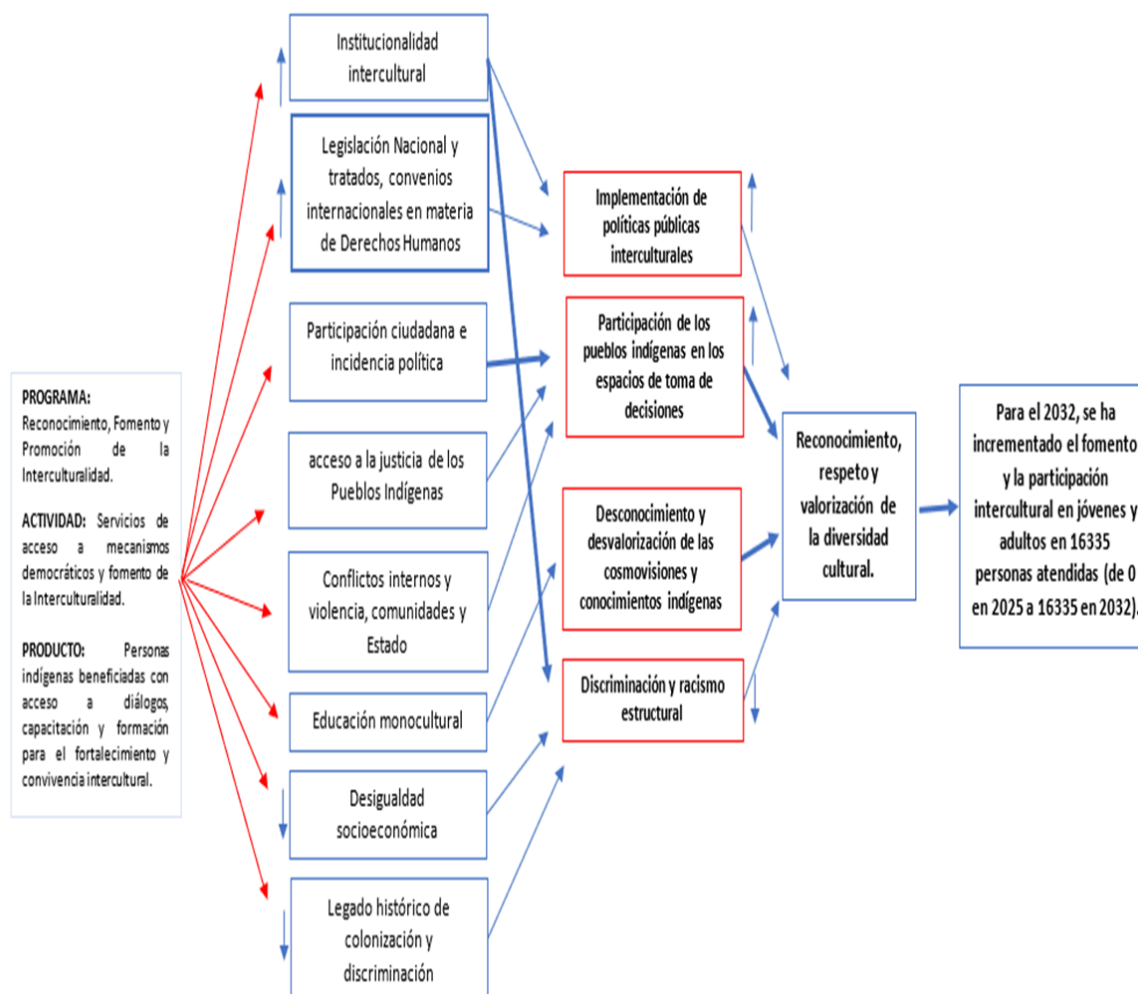 PROGRAMA:
Reconocimiento, Fomento y
Promoción de la
Interculturalidad.
ACTIVIDAD: Servicios de
acceso a mecanismos
democráticos y fomento de
la Interculturalidad.
PRODUCTO: Personas
indígenas beneficiadas con
acceso a diálogos,
capacitación y formación
para el fortalecimiento y
convivencia intercultural.
Institucionalidad
intercultural
Legislación Nacional y
tratados, convenios
internacionales en materia
de Derechos Humanos
Participación ciudadana e
incidencia política
acceso a la justicia de los
Pueblos Indígenas
Conflictos internos y
violencia, comunidades y
Estado
Educación monocultural
Desigualdad
socioeconómica
Legado histórico de
colonización y
discriminación
Implementación de
políticas públicas
interculturales
Participación de los
pueblos indígenas en los
espacios de toma de
decisiones
Desconocimiento y
desvalorización de las
cosmovisiones y
conocimientos indígenas
Discriminación y racismo
estructural
Reconocimiento,
respeto y
valorización de
la diversidad
cultural.
Para el 2032, se ha
incrementado el fomento
y la participación
intercultural en jóvenes y
adultos en 16335
personas atendidas (de 0
en 2025 a 16335 en 2032).